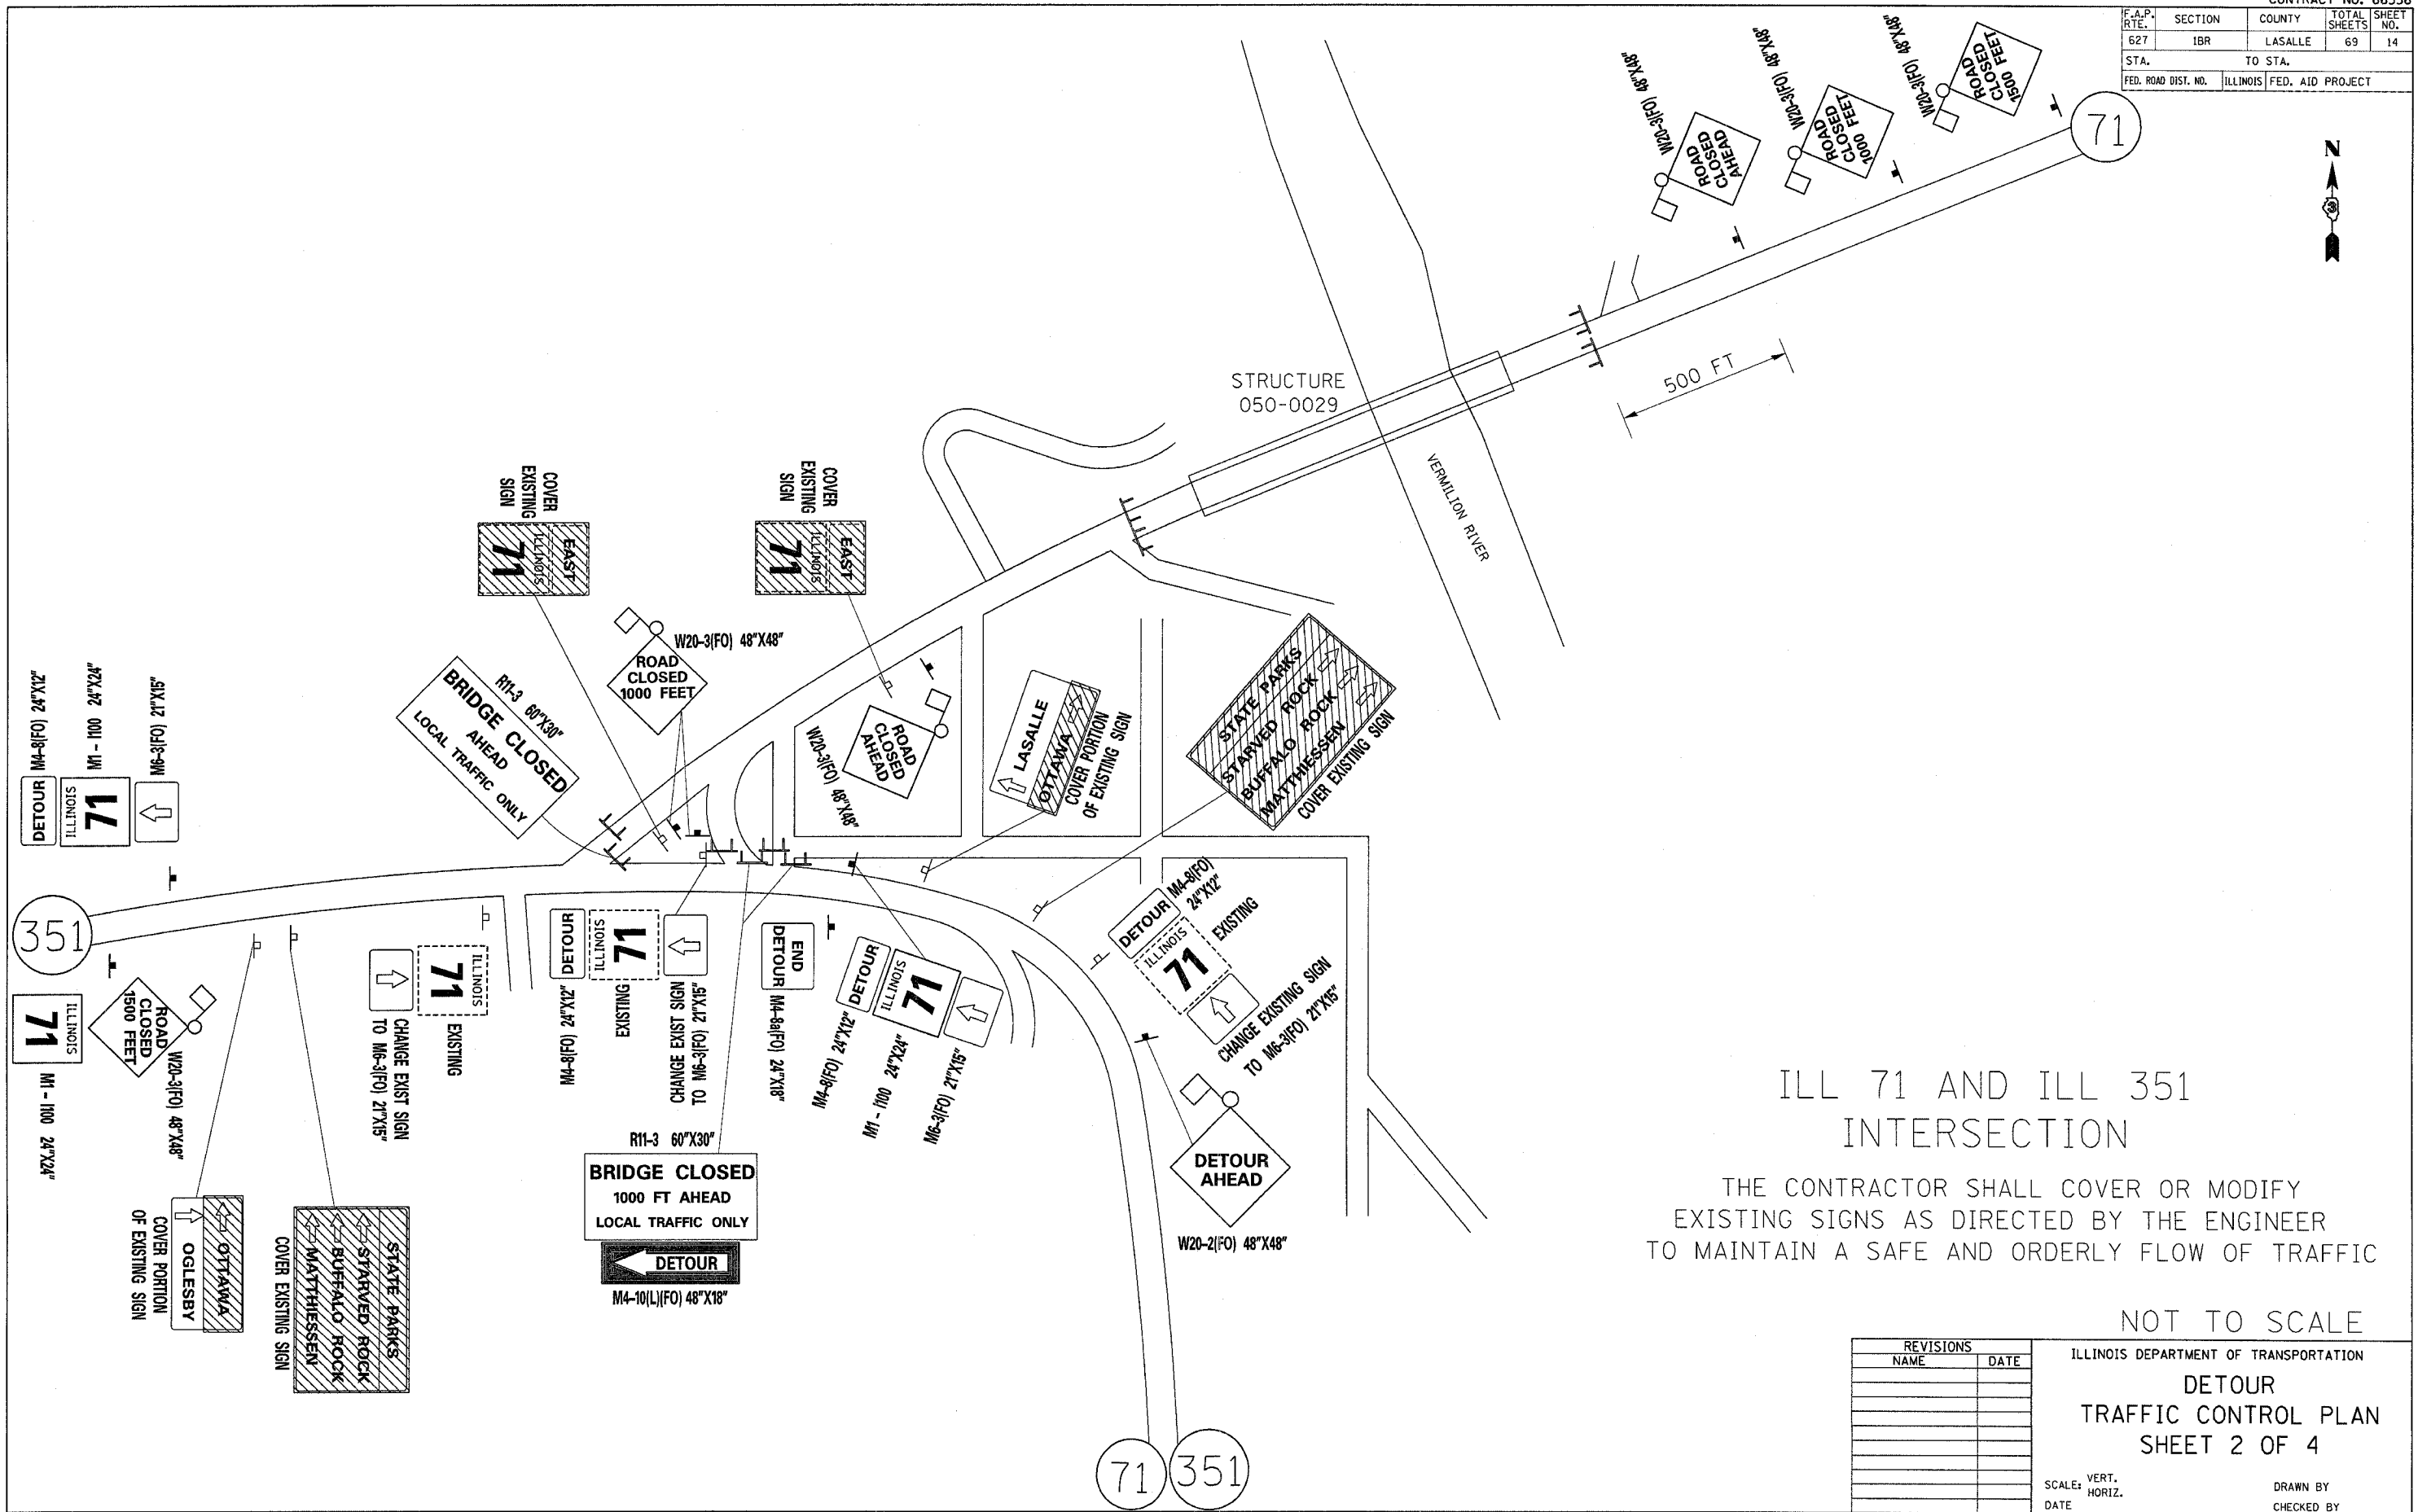 F.A.P. RTE. SECTION COUNTY TOTAL SHEETS SHEET NO.
627 1BR LASALLE 69 14
STA. TO STA.
FED. ROAD DIST. NO. ILLINOIS FED. AID PROJECT
W20-3(FO) 48"X48"
ROAD
CLOSED
AHEAD
W20-3(FO) 48"X48"
ROAD
CLOSED
1000 FEET
W20-3(FO) 48"X48"
ROAD
CLOSED
1500 FEET
71
N
3
500 FT
STRUCTURE
050-0029
VERMILION RIVER
COVER
EXISTING
SIGN
EAST
ILLINOIS
71
COVER
EXISTING
SIGN
EAST
ILLINOIS
71
W20-3(FO) 48"X48"
ROAD
CLOSED
1000 FEET
R11-3 60"X30"
BRIDGE CLOSED
AHEAD
LOCAL TRAFFIC ONLY
W20-3(FO) 48"X48"
ROAD
CLOSED
AHEAD
LASALLE
OTTAWA
COVER PORTION
OF EXISTING SIGN
STATE PARKS
STARVED ROCK
BUFFALO ROCK
MATTHIESSEN
COVER EXISTING SIGN
DETOUR M4-8(FO) 24"X12"
ILLINOIS
71
M1 - I100 24"X24"
M6-3(FO) 21"X15"
351
ILLINOIS
71
M1 - I100 24"X24"
ROAD
CLOSED
1500 FEET
W20-3(FO) 48"X48"
ILLINOIS
71
EXISTING
CHANGE EXIST SIGN
TO M6-3(FO) 21"X15"
OTTAWA
OGLESBY
COVER PORTION
OF EXISTING SIGN
STATE PARKS
STARVED ROCK
BUFFALO ROCK
MATTHIESSEN
COVER EXISTING SIGN
DETOUR
M4-8(FO) 24"X12"
ILLINOIS
71
EXISTING
CHANGE EXIST SIGN
TO M6-3(FO) 21"X15"
END
DETOUR
M4-8a(FO) 24"X18"
DETOUR
M4-8(FO) 24"X12"
ILLINOIS
71
M1 - I100 24"X24"
M6-3(FO) 21"X15"
R11-3 60"X30"
BRIDGE CLOSED
1000 FT AHEAD
LOCAL TRAFFIC ONLY
DETOUR
M4-10(L)(FO) 48"X18"
DETOUR
M4-8(FO)
24"X12"
ILLINOIS
71
EXISTING
CHANGE EXISTING SIGN
TO M6-3(FO) 21"X15"
DETOUR
AHEAD
W20-2(FO) 48"X48"
71
351
ILL 71 AND ILL 351
INTERSECTION
THE CONTRACTOR SHALL COVER OR MODIFY
EXISTING SIGNS AS DIRECTED BY THE ENGINEER
TO MAINTAIN A SAFE AND ORDERLY FLOW OF TRAFFIC
NOT TO SCALE
REVISIONS
NAME DATE
ILLINOIS DEPARTMENT OF TRANSPORTATION
DETOUR
TRAFFIC CONTROL PLAN
SHEET 2 OF 4
SCALE: VERT.
HORIZ.
DATE
DRAWN BY
CHECKED BY